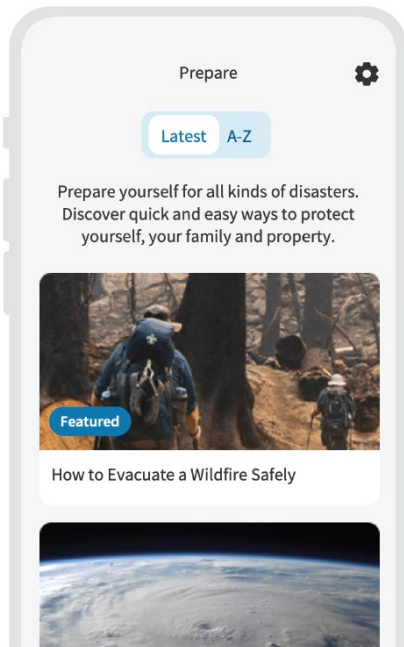 Prepare
Latest A-Z
Prepare yourself for all kinds of disasters.
Discover quick and easy ways to protect
yourself, your family and property.
Featured
How to Evacuate a Wildfire Safely